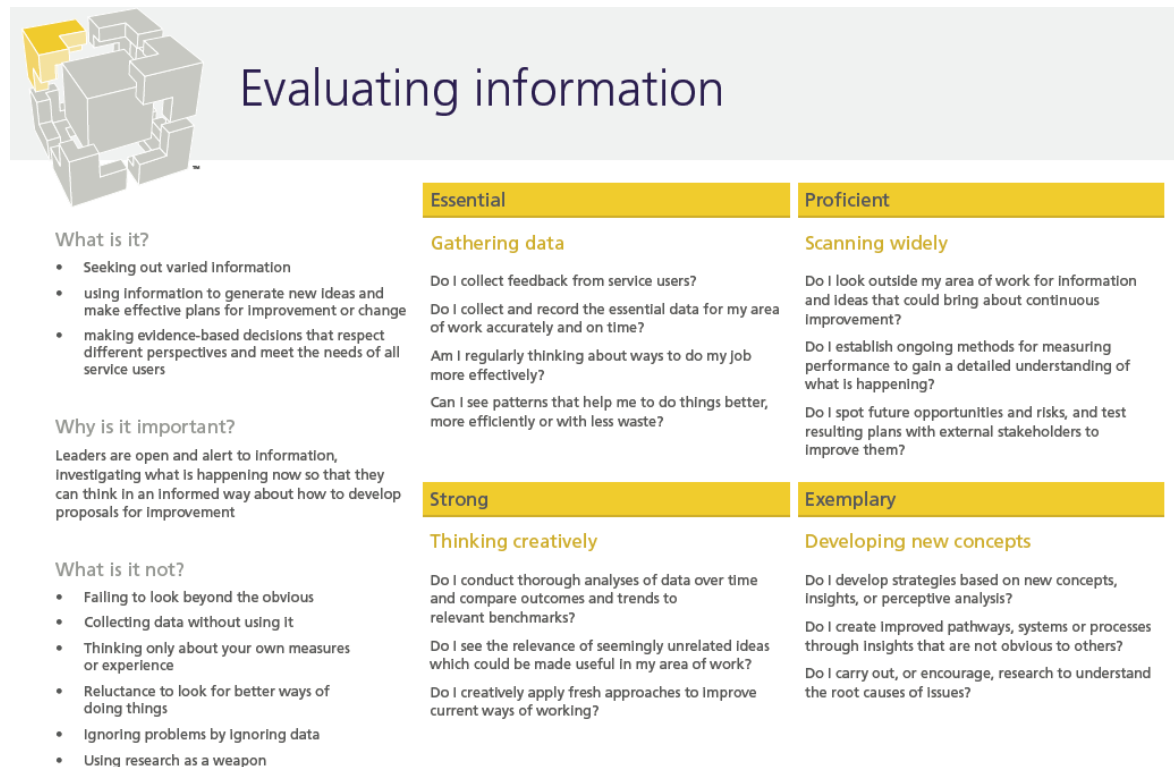 Evaluating information
™
What is it?
• Seeking out varied information
• using information to generate new ideas and
make effective plans for improvement or change
• making evidence-based decisions that respect
different perspectives and meet the needs of all
service users
Why is it important?
Leaders are open and alert to information,
investigating what is happening now so that they
can think in an informed way about how to develop
proposals for improvement
What is it not?
• Failing to look beyond the obvious
• Collecting data without using it
• Thinking only about your own measures
or experience
• Reluctance to look for better ways of
doing things
• Ignoring problems by ignoring data
• Using research as a weapon
Essential
Gathering data
Do I collect feedback from service users?
Do I collect and record the essential data for my area
of work accurately and on time?
Am I regularly thinking about ways to do my job
more effectively?
Can I see patterns that help me to do things better,
more efficiently or with less waste?
Proficient
Scanning widely
Do I look outside my area of work for information
and ideas that could bring about continuous
improvement?
Do I establish ongoing methods for measuring
performance to gain a detailed understanding of
what is happening?
Do I spot future opportunities and risks, and test
resulting plans with external stakeholders to
improve them?
Strong
Thinking creatively
Do I conduct thorough analyses of data over time
and compare outcomes and trends to
relevant benchmarks?
Do I see the relevance of seemingly unrelated ideas
which could be made useful in my area of work?
Do I creatively apply fresh approaches to improve
current ways of working?
Exemplary
Developing new concepts
Do I develop strategies based on new concepts,
insights, or perceptive analysis?
Do I create improved pathways, systems or processes
through insights that are not obvious to others?
Do I carry out, or encourage, research to understand
the root causes of issues?